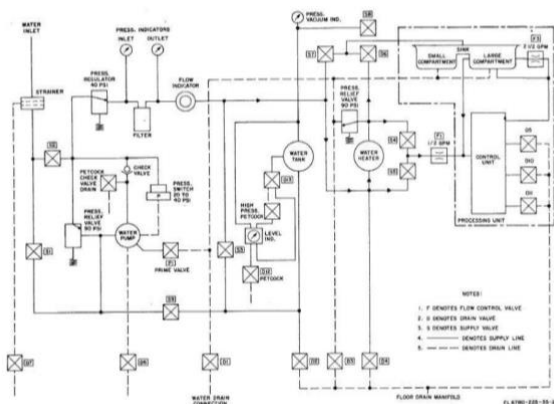 WATER
INLET
PRESS. INDICATORS
INLET
OUTLET
PRESS.
VACUUM IND.
S8
S7
S6
SINK
SMALL
COMPARTMENT
LARGE
COMPARTMENT
2 1/2 GPM
STRAINER
PRESS.
REGULATOR
40 PSI
FLOW
INDICATOR
FILTER
PRESS.
RELIEF
VALVE
90 PSI
WATER
TANK
WATER
HEATER
1/2 GPM
CONTROL
UNIT
PROCESSING UNIT
PETCOCK
CHECK
VALVE
DRAIN
CHECK
VALVE
PRESS.
SWITCH
20 TO
40 PSI
HIGH
PRESS.
PETCOCK
LEVEL
IND.
PRESS.
RELIEF
VALVE
90 PSI
WATER
PUMP
PRIME VALVE
PETCOCK
WATER DRAIN
CONNECTION
FLOOR DRAIN MANIFOLD
NOTES:
1. F DENOTES FLOW CONTROL VALVE
2. D DENOTES DRAIN VALVE
3. S DENOTES SUPPLY VALVE
4. DENOTES SUPPLY LINE
5. DENOTES DRAIN LINE